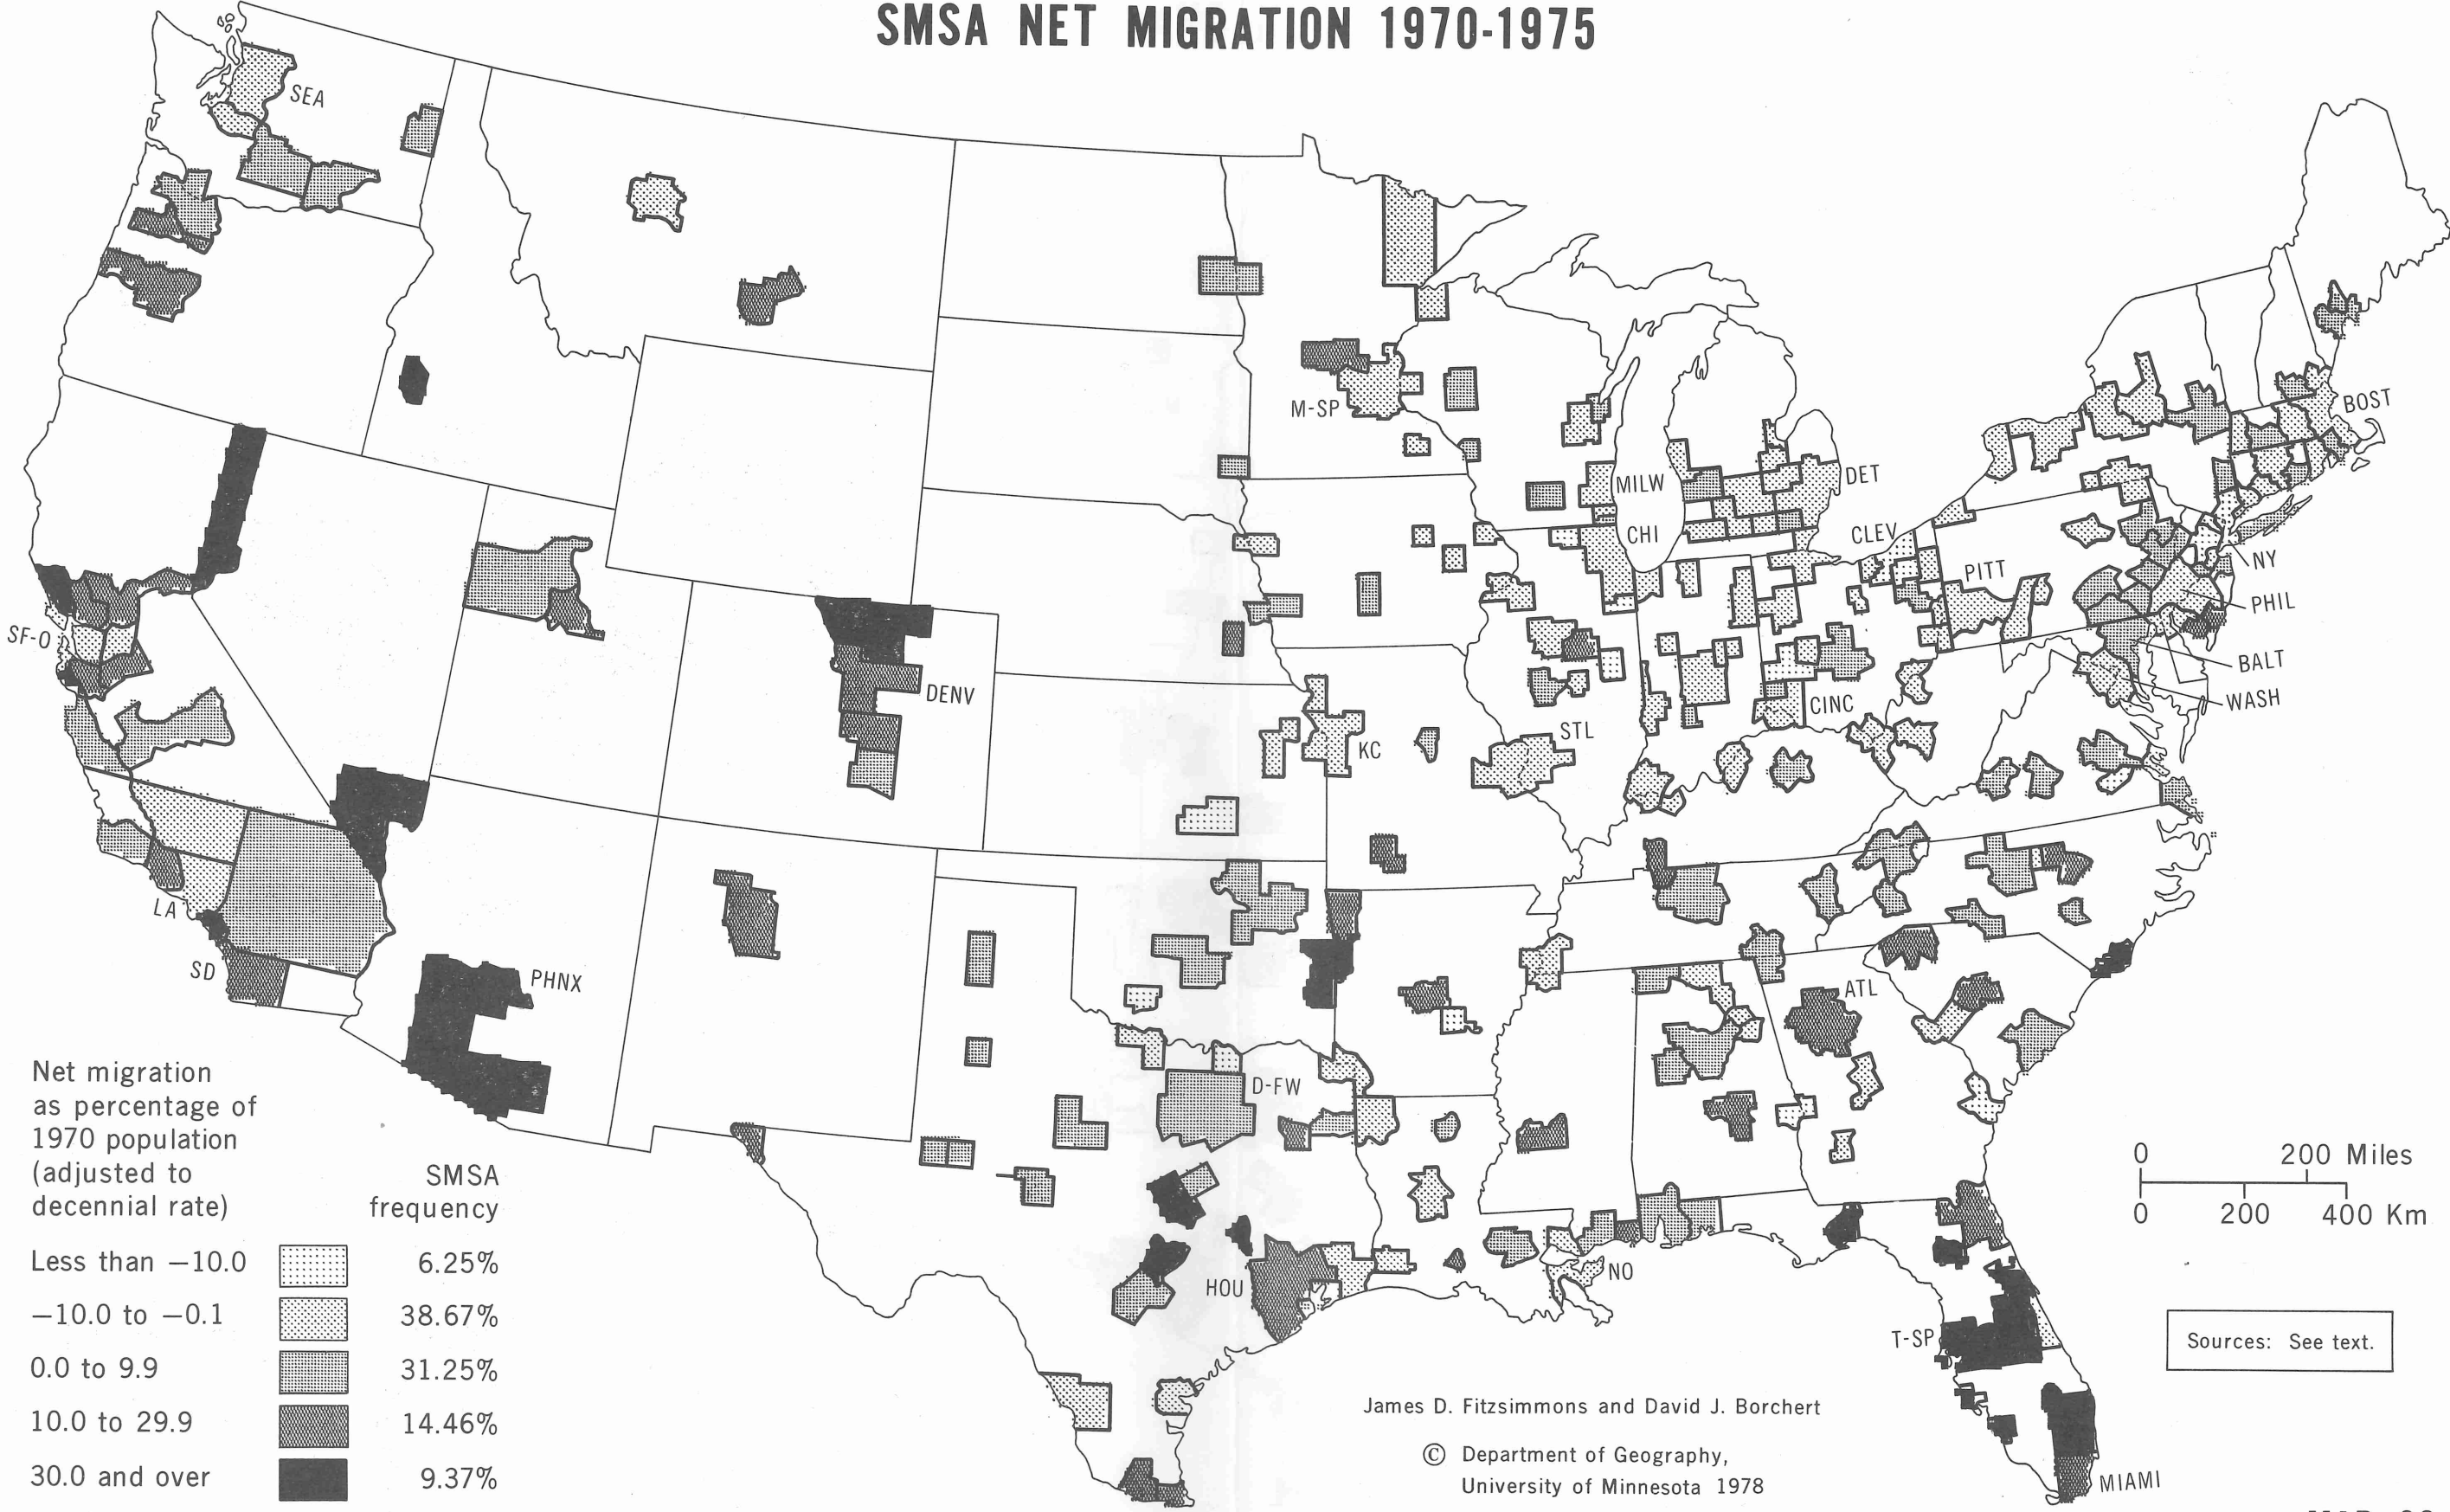 SMSA NET MIGRATION 1970-1975
SEA
M-SP
BOST
MILW
DET
CHI
CLEV
NY
PITT
PHIL
SF-O
BALT
DENV
WASH
CINC
STL
KC
LA
SD
PHNX
ATL
D-FW
HOU
NO
T-SP
MIAMI
Net migration
as percentage of
1970 population
(adjusted to
decennial rate)
SMSA
frequency
Less than −10.0 6.25%
−10.0 to −0.1 38.67%
0.0 to 9.9 31.25%
10.0 to 29.9 14.46%
30.0 and over 9.37%
0 200 Miles
0 200 400 Km
Sources: See text.
James D. Fitzsimmons and David J. Borchert
© Department of Geography,
University of Minnesota 1978